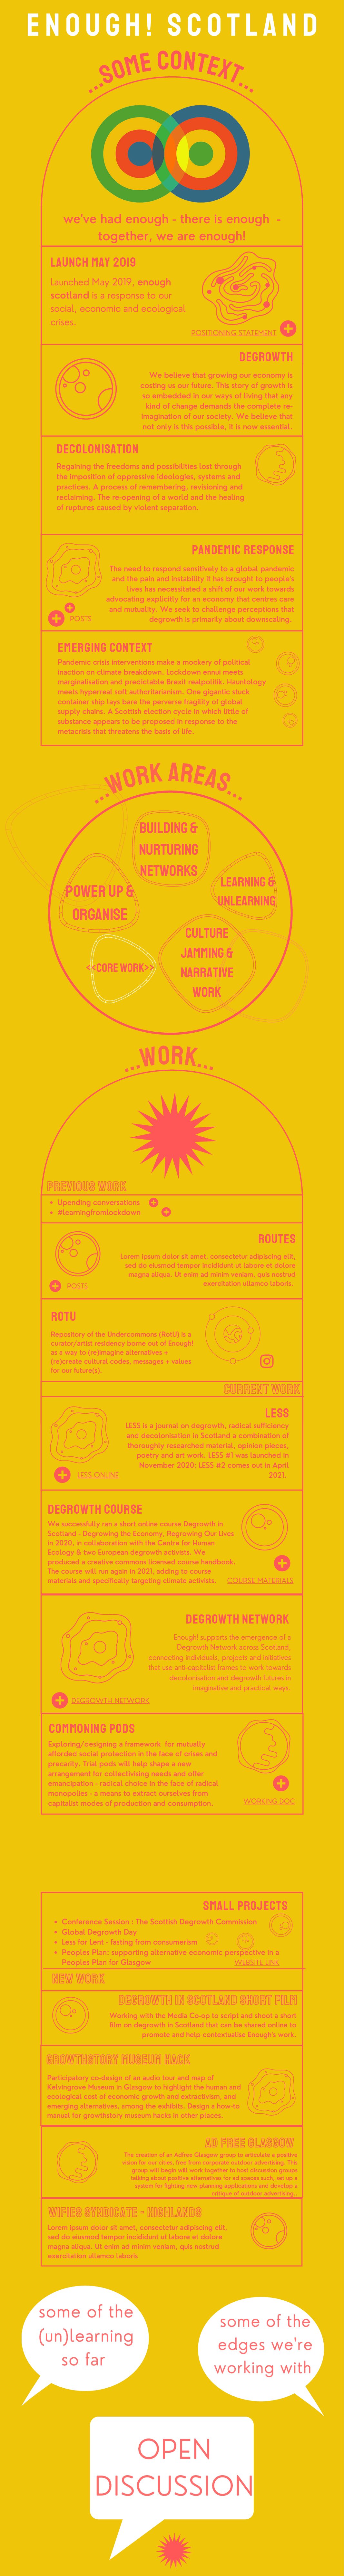 ENOUGH! SCOTLAND
...SOME CONTEXT...
we've had enough - there is enough -
together, we are enough!
LAUNCH MAY 2019
Launched May 2019, enough
scotland is a response to our
social, economic and ecological
crises.
POSITIONING STATEMENT
DEGROWTH
We believe that growing our economy is
costing us our future. This story of growth is
so embedded in our ways of living that any
kind of change demands the complete re-
imagination of our society. We believe that
not only is this possible, it is now essential.
DECOLONISATION
Regaining the freedoms and possibilities lost through
the imposition of oppressive ideologies, systems and
practices. A process of remembering, revisioning and
reclaiming. The re-opening of a world and the healing
of ruptures caused by violent separation.
PANDEMIC RESPONSE
The need to respond sensitively to a global pandemic
and the pain and instability it has brought to people's
lives has necessitated a shift of our work towards
advocating explicitly for an economy that centres care
and mutuality. We seek to challenge perceptions that
degrowth is primarily about downscaling.
POSTS
EMERGING CONTEXT
Pandemic crisis interventions make a mockery of political
inaction on climate breakdown. Lockdown ennui meets
marginalisation and predictable Brexit realpolitik. Hauntology
meets hyperreal soft authoritarianism. One gigantic stuck
container ship lays bare the perverse fragility of global
supply chains. A Scottish election cycle in which little of
substance appears to be proposed in response to the
metacrisis that threatens the basis of life.
...WORK AREAS...
BUILDING &
NURTURING
NETWORKS
POWER UP &
ORGANISE
LEARNING &
UNLEARNING
<<CORE WORK>>
CULTURE
JAMMING &
NARRATIVE
WORK
...WORK...
PREVIOUS WORK
• Upending conversations
• #learningfromlockdown
ROUTES
Lorem ipsum dolor sit amet, consectetur adipiscing elit,
sed do eiusmod tempor incididunt ut labore et dolore
magna aliqua. Ut enim ad minim veniam, quis nostrud
exercitation ullamco laboris.
POSTS
ROTU
Repository of the Undercommons (RotU) is a
curator/artist residency borne out of Enough!
as a way to (re)imagine alternatives +
(re)create cultural codes, messages + values
for our future(s).
CURRENT WORK
LESS
LESS is a journal on degrowth, radical sufficiency
and decolonisation in Scotland a combination of
thoroughly researched material, opinion pieces,
poetry and art work. LESS #1 was launched in
November 2020; LESS #2 comes out in April
2021.
LESS ONLINE
DEGROWTH COURSE
We successfully ran a short online course Degrowth in
Scotland - Degrowing the Economy, Regrowing Our Lives
in 2020, in collaboration with the Centre for Human
Ecology & two European degrowth activists. We
produced a creative commons licensed course handbook.
The course will run again in 2021, adding to course
materials and specifically targeting climate activists.
COURSE MATERIALS
DEGROWTH NETWORK
Enough! supports the emergence of a
Degrowth Network across Scotland,
connecting individuals, projects and initiatives
that use anti-capitalist frames to work towards
decolonisation and degrowth futures in
imaginative and practical ways.
DEGROWTH NETWORK
COMMONING PODS
Exploring/designing a framework for mutually
afforded social protection in the face of crises and
precarity. Trial pods will help shape a new
arrangement for collectivising needs and offer
emancipation - radical choice in the face of radical
monopolies - a means to extract ourselves from
capitalist modes of production and consumption.
WORKING DOC
SMALL PROJECTS
• Conference Session : The Scottish Degrowth Commission
• Global Degrowth Day
• Less for Lent - fasting from consumerism
• Peoples Plan: supporting alternative economic perspective in a
Peoples Plan for Glasgow
WEBSITE LINK
NEW WORK
DEGROWTH IN SCOTLAND SHORT FILM
Working with the Media Co-op to script and shoot a short
film on degrowth in Scotland that can be shared online to
promote and help contextualise Enough's work.
GROWTHSTORY MUSEUM HACK
Participatory co-design of an audio tour and map of
Kelvingrove Museum in Glasgow to highlight the human and
ecological cost of economic growth and extractivism, and
emerging alternatives, among the exhibits. Design a how-to
manual for growthstory museum hacks in other places.
AD FREE GLASGOW
The creation of an Adfree Glasgow group to articulate a positive
vision for our cities, free from corporate outdoor advertising. This
group will begin will work together to host discussion groups
talking about positive alternatives for ad spaces such, set up a
system for fighting new planning applications and develop a
critique of outdoor advertising..
WIFIES SYNDICATE - HIGHLANDS
Lorem ipsum dolor sit amet, consectetur adipiscing elit,
sed do eiusmod tempor incididunt ut labore et dolore
magna aliqua. Ut enim ad minim veniam, quis nostrud
exercitation ullamco laboris
some of the
(un)learning
so far
some of the
edges we're
working with
OPEN
DISCUSSION